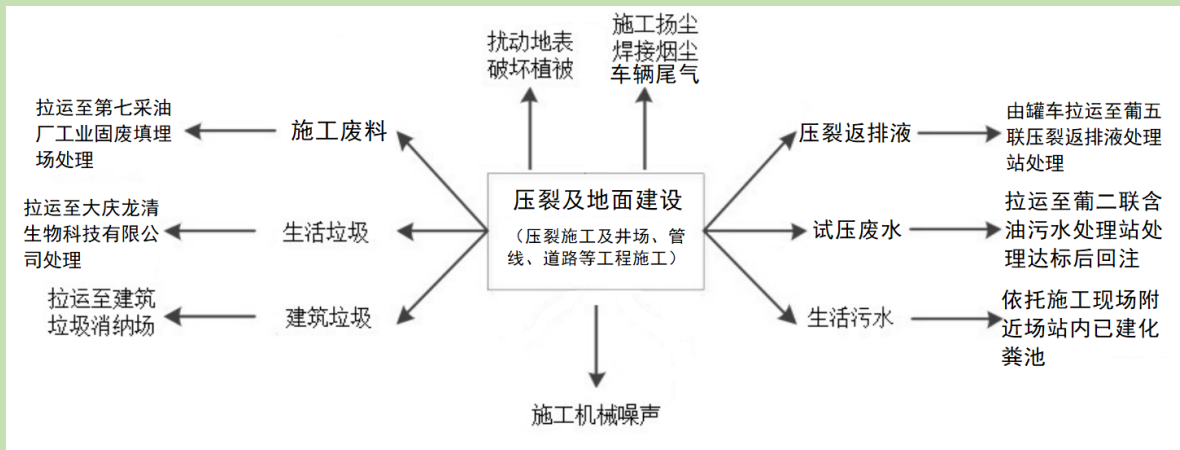 扰动地表
破坏植被
施工扬尘
焊接烟尘
车辆尾气
拉运至第七采油
厂工业固废填埋
场处理
施工废料
压裂返排液
由罐车拉运至葡五
联压裂返排液处理
站处理
拉运至大庆龙清
生物科技有限公
司处理
生活垃圾
压裂及地面建设
（压裂施工及井场、管
线、道路等工程施工）
试压废水
拉运至葡二联含
油污水处理站处
理达标后回注
拉运至建筑
垃圾消纳场
建筑垃圾
生活污水
依托施工现场附
近场站内已建化
粪池
施工机械噪声